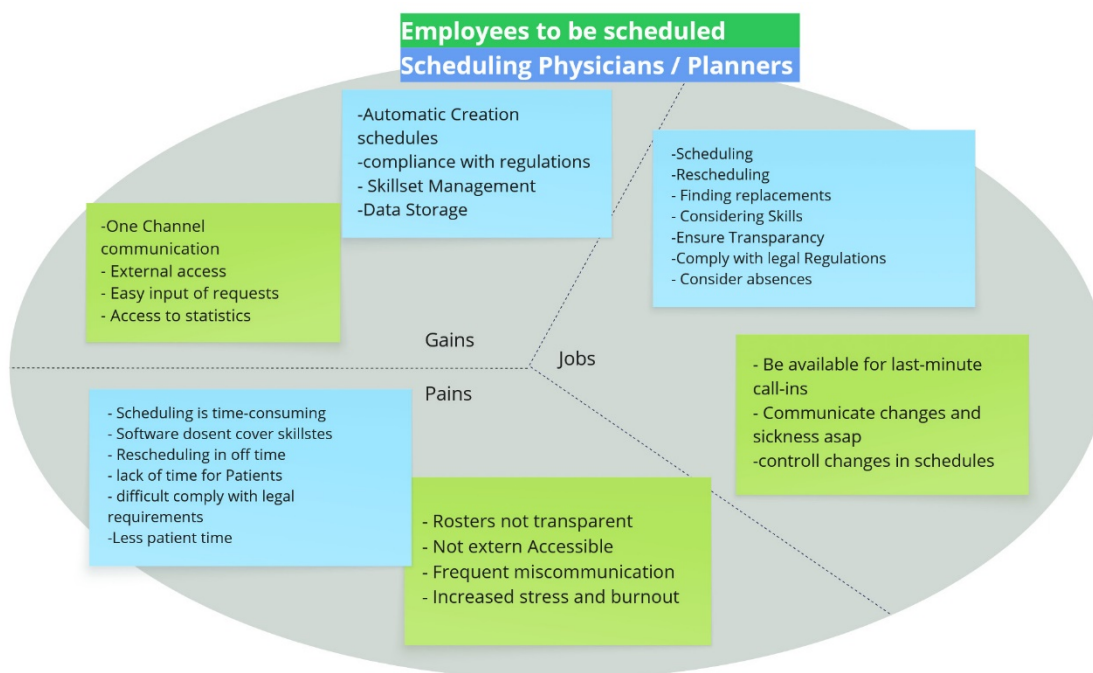 Employees to be scheduled
Scheduling Physicians / Planners
-Automatic Creation
schedules
-compliance with regulations
- Skillset Management
-Data Storage
-Scheduling
-Rescheduling
- Finding replacements
- Considering Skills
-Ensure Transparancy
-Comply with legal Regulations
- Consider absences
-One Channel
communication
- External access
- Easy input of requests
- Access to statistics
Gains
Jobs
Pains
- Be available for last-minute
call-ins
- Communicate changes and
sickness asap
-controll changes in schedules
- Scheduling is time-consuming
- Software dosent cover skillstes
- Rescheduling in off time
- lack of time for Patients
- difficult comply with legal
requirements
-Less patient time
- Rosters not transparent
- Not extern Accessible
- Frequent miscommunication
- Increased stress and burnout